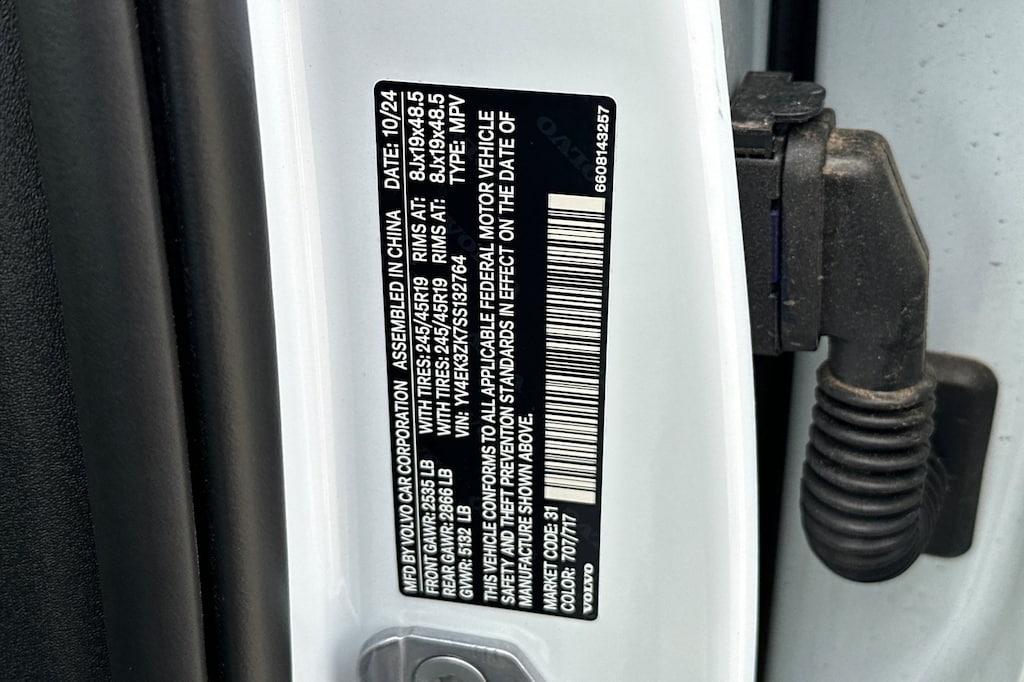 MFD BY VOLVO CAR CORPORATION ASSEMBLED IN CHINA DATE: 10/24
FRONT GAWR: 2535 LB WITH TIRES: 245/45R19 RIMS AT: 8Jx19x48.5
REAR GAWR: 2866 LB WITH TIRES: 245/45R19 RIMS AT: 8Jx19x48.5
GVWR: 5132 LB VIN: YV4EK3ZK7SS132764 TYPE: MPV
THIS VEHICLE CONFORMS TO ALL APPLICABLE FEDERAL MOTOR VEHICLE
SAFETY AND THEFT PREVENTION STANDARDS IN EFFECT ON THE DATE OF
MANUFACTURE SHOWN ABOVE.
MARKET CODE: 31
COLOR: 707/717
VOLVO
6608143257